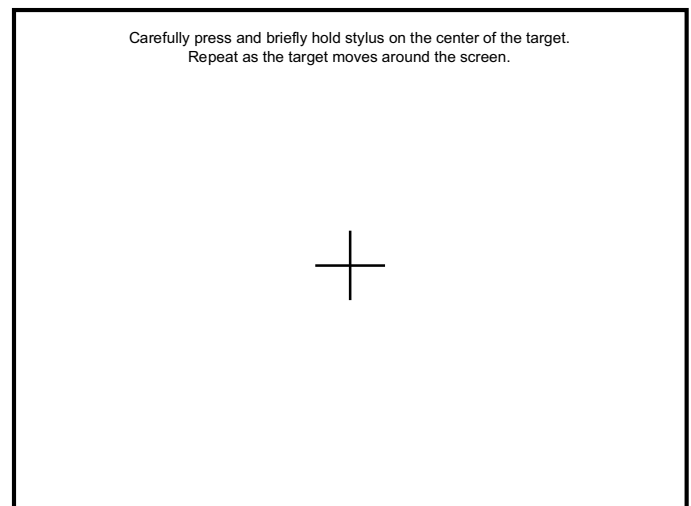 Carefully press and briefly hold stylus on the center of the target.
Repeat as the target moves around the screen.